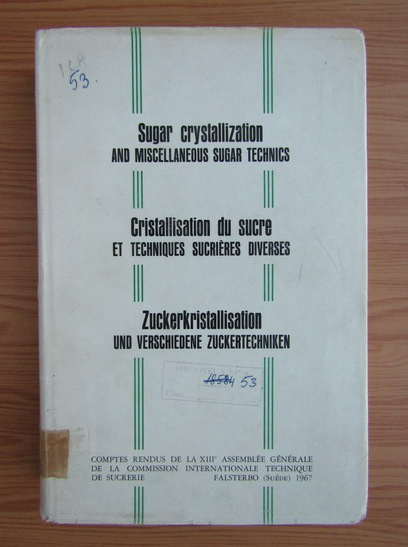 53.
Sugar crystallization
AND MISCELLANEOUS SUGAR TECHNICS
Cristallisation du sucre
ET TECHNIQUES SUCRIÈRES DIVERSES
Zuckerkristallisation
UND VERSCHIEDENE ZUCKERTECHNIKEN
53
COMPTES RENDUS DE LA XIIIᵉ ASSEMBLÉE GÉNÉRALE
DE LA COMMISSION INTERNATIONALE TECHNIQUE
DE SUCRERIE FALSTERBO (SUÈDE) 1967